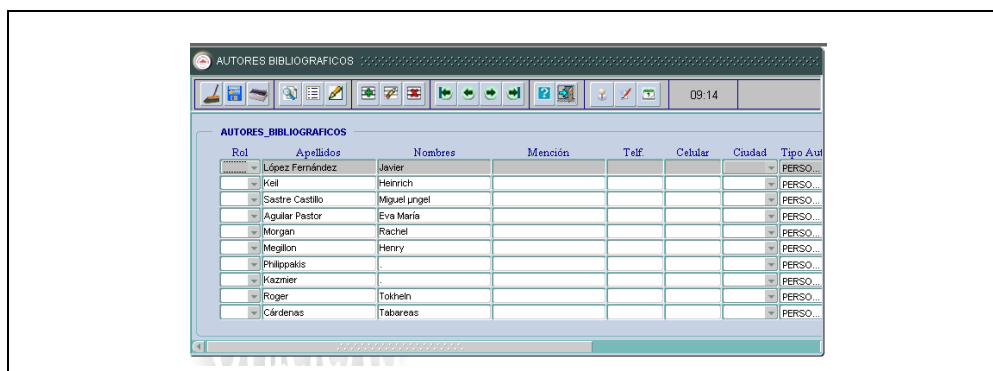 AUTORES BIBLIOGRAFICOS
09:14
AUTORES_BIBLIOGRAFICOS
Rol Apellidos Nombres Mención Telf. Celular Ciudad Tipo Aut
López Fernández Javier PERSO...
Keil Heinrich PERSO...
Sastre Castillo Miguel µngel PERSO...
Aguilar Pastor Eva María PERSO...
Morgan Rachel PERSO...
Megillon Henry PERSO...
Philippakis . PERSO...
Kazmier . PERSO...
Roger Tokheln PERSO...
Cárdenas Tabareas PERSO...